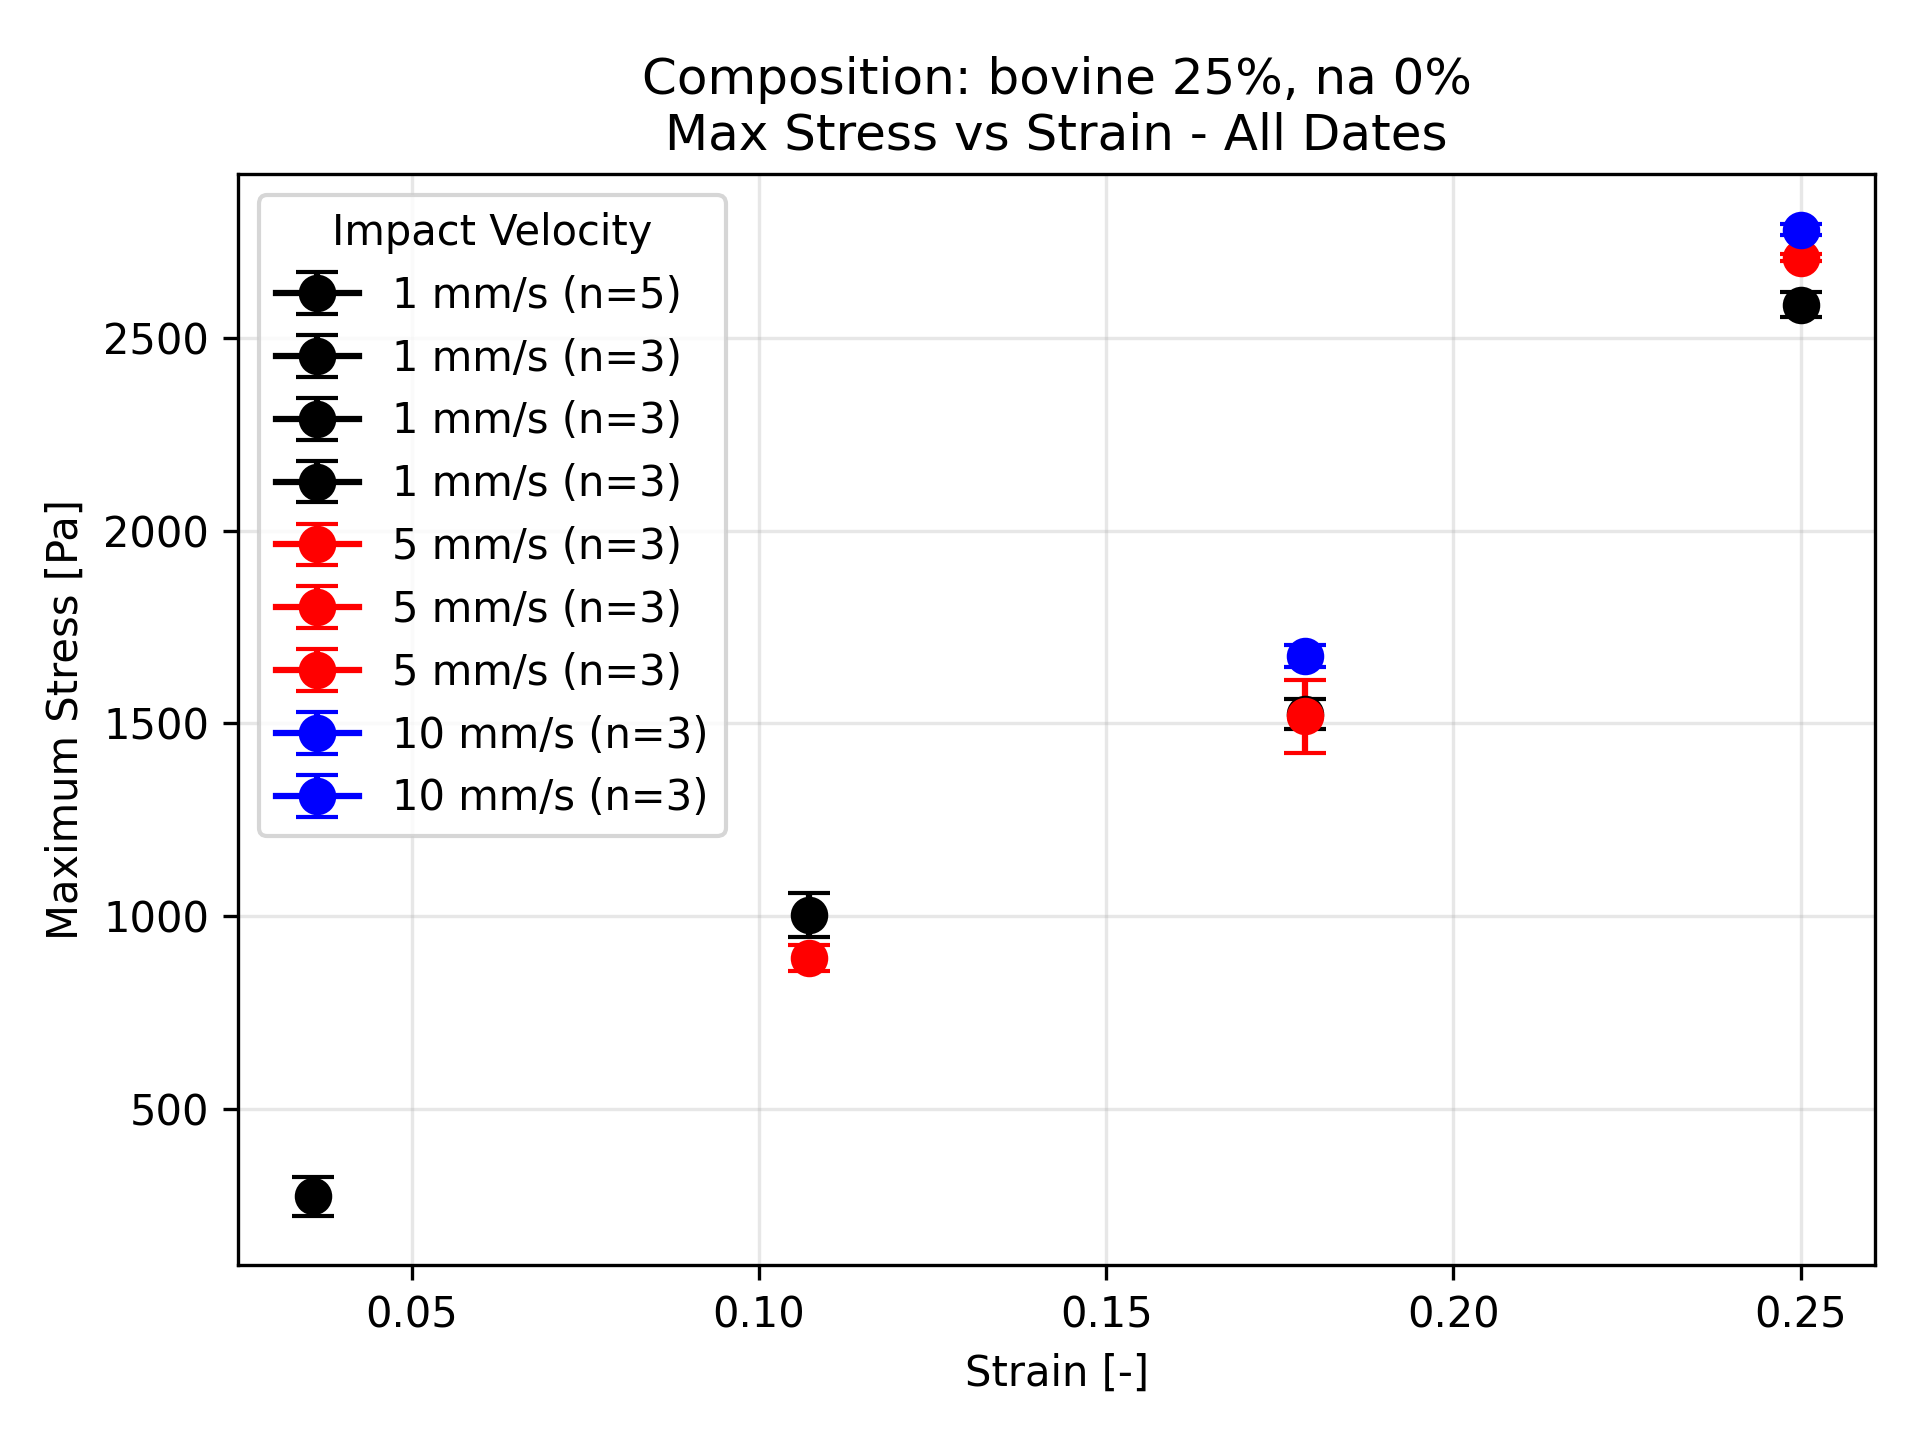 Composition: bovine 25%, na 0%
Max Stress vs Strain - All Dates
Impact Velocity
1 mm/s (n=5)
1 mm/s (n=3)
1 mm/s (n=3)
1 mm/s (n=3)
5 mm/s (n=3)
5 mm/s (n=3)
5 mm/s (n=3)
10 mm/s (n=3)
10 mm/s (n=3)
Maximum Stress [Pa]
2500
2000
1500
1000
500
0.05
0.10
0.15
0.20
0.25
Strain [-]